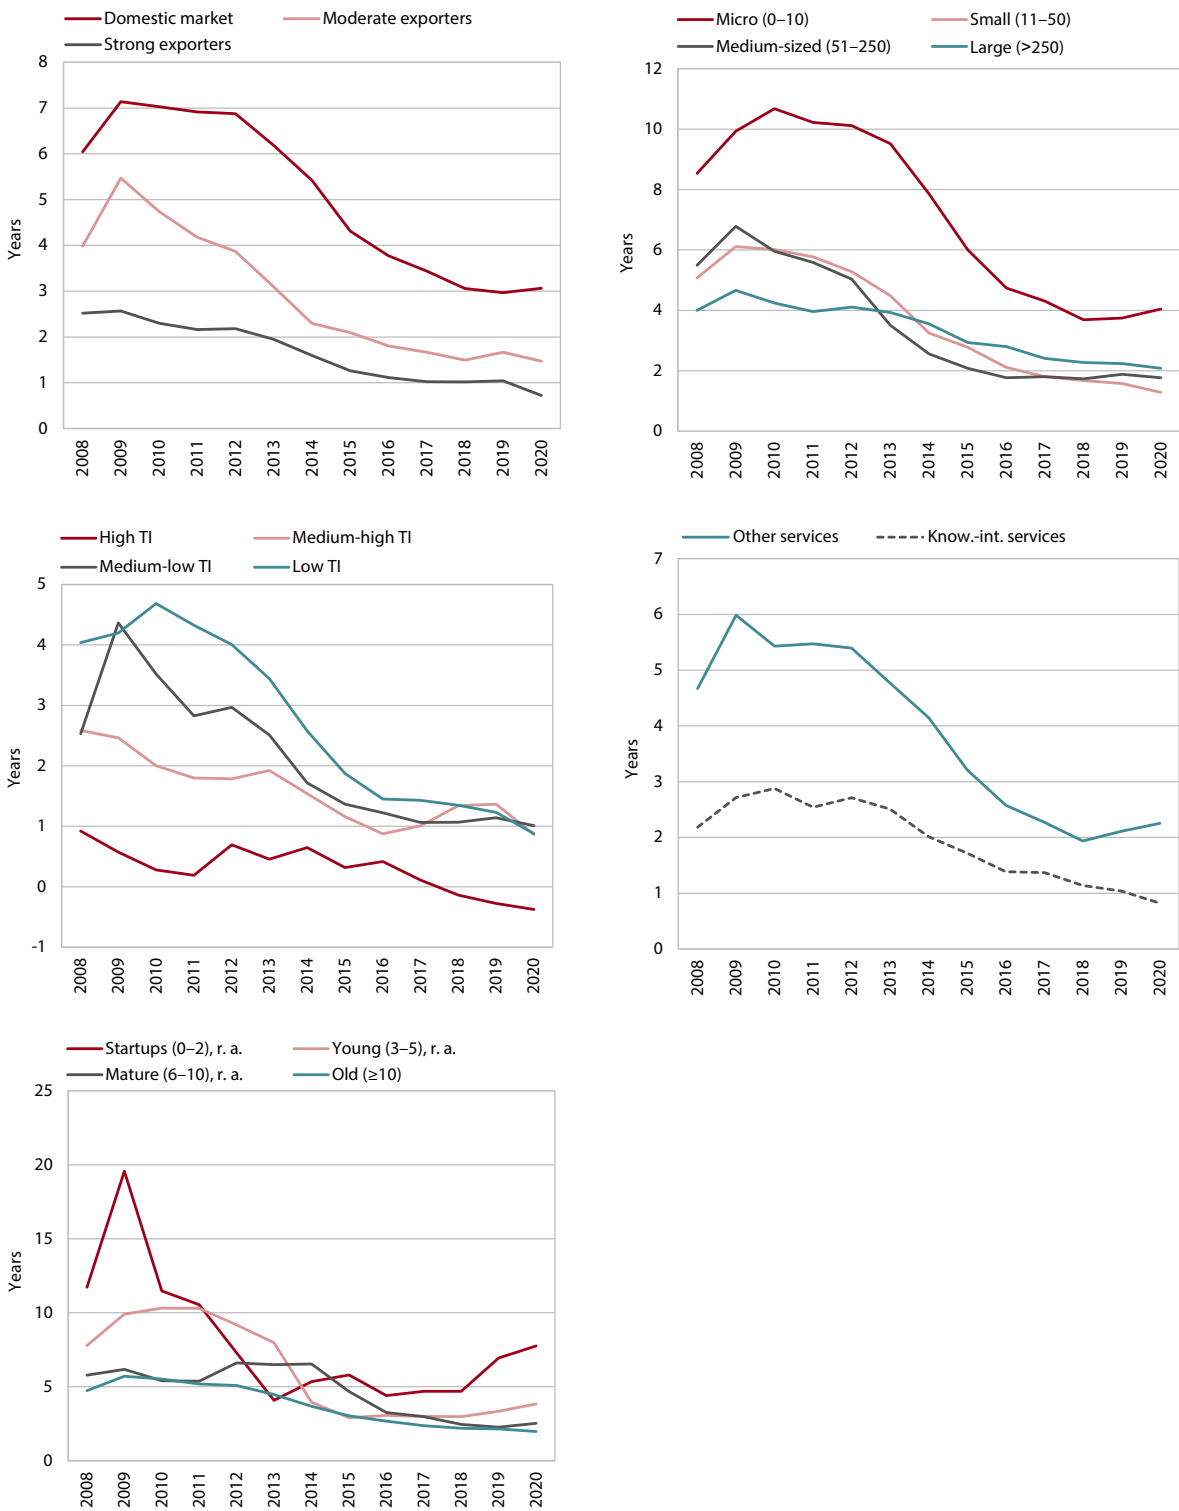 Domestic market Moderate exporters
Strong exporters
8
7
6
5
4
3
2
1
0
Years
2008 2009 2010 2011 2012 2013 2014 2015 2016 2017 2018 2019 2020
Micro (0–10) Small (11–50)
Medium-sized (51–250) Large (>250)
12
10
8
6
4
2
0
Years
2008 2009 2010 2011 2012 2013 2014 2015 2016 2017 2018 2019 2020
High TI Medium-high TI
Medium-low TI Low TI
5
4
3
2
1
0
-1
Years
2008 2009 2010 2011 2012 2013 2014 2015 2016 2017 2018 2019 2020
Other services Know.-int. services
7
6
5
4
3
2
1
0
Years
2008 2009 2010 2011 2012 2013 2014 2015 2016 2017 2018 2019 2020
Startups (0–2), r. a. Young (3–5), r. a.
Mature (6–10), r. a. Old (≥10)
25
20
15
10
5
0
Years
2008 2009 2010 2011 2012 2013 2014 2015 2016 2017 2018 2019 2020